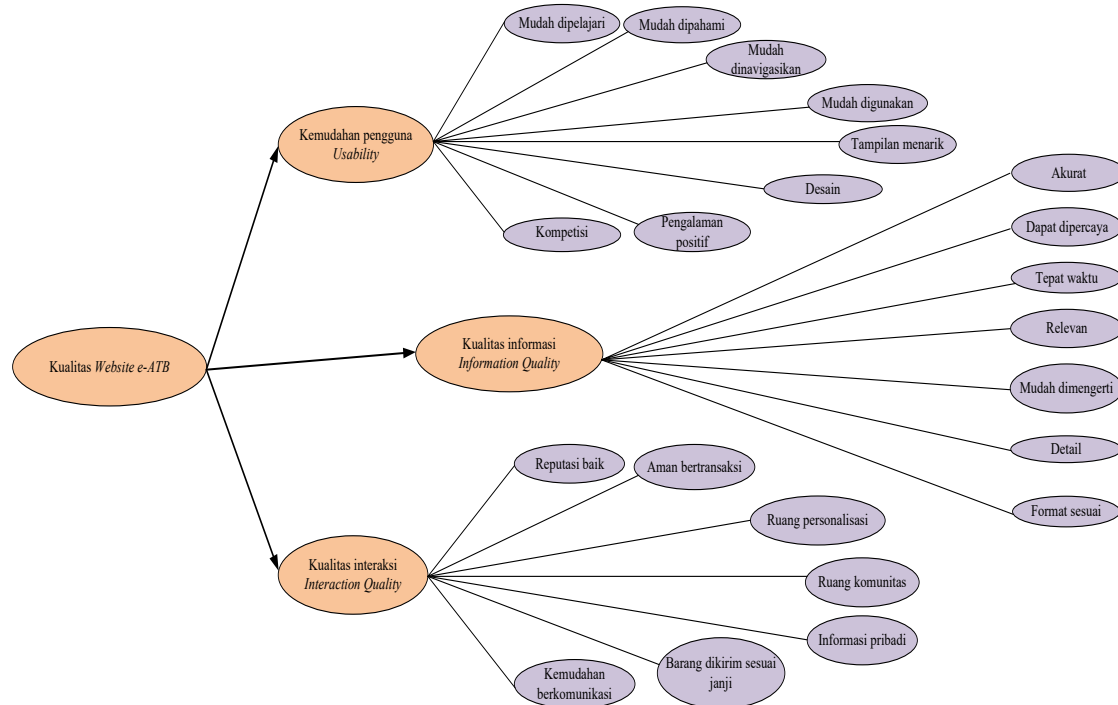 Mudah dipelajari
Mudah dipahami
Mudah
dinavigasikan
Mudah digunakan
Tampilan menarik
Desain
Pengalaman
positif
Kompetisi
Kemudahan pengguna
Usability
Akurat
Dapat dipercaya
Tepat waktu
Relevan
Mudah dimengerti
Detail
Format sesuai
Kualitas informasi
Information Quality
Kualitas Website e-ATB
Reputasi baik
Aman bertransaksi
Ruang personalisasi
Ruang komunitas
Informasi pribadi
Barang dikirim sesuai
janji
Kemudahan
berkomunikasi
Kualitas interaksi
Interaction Quality